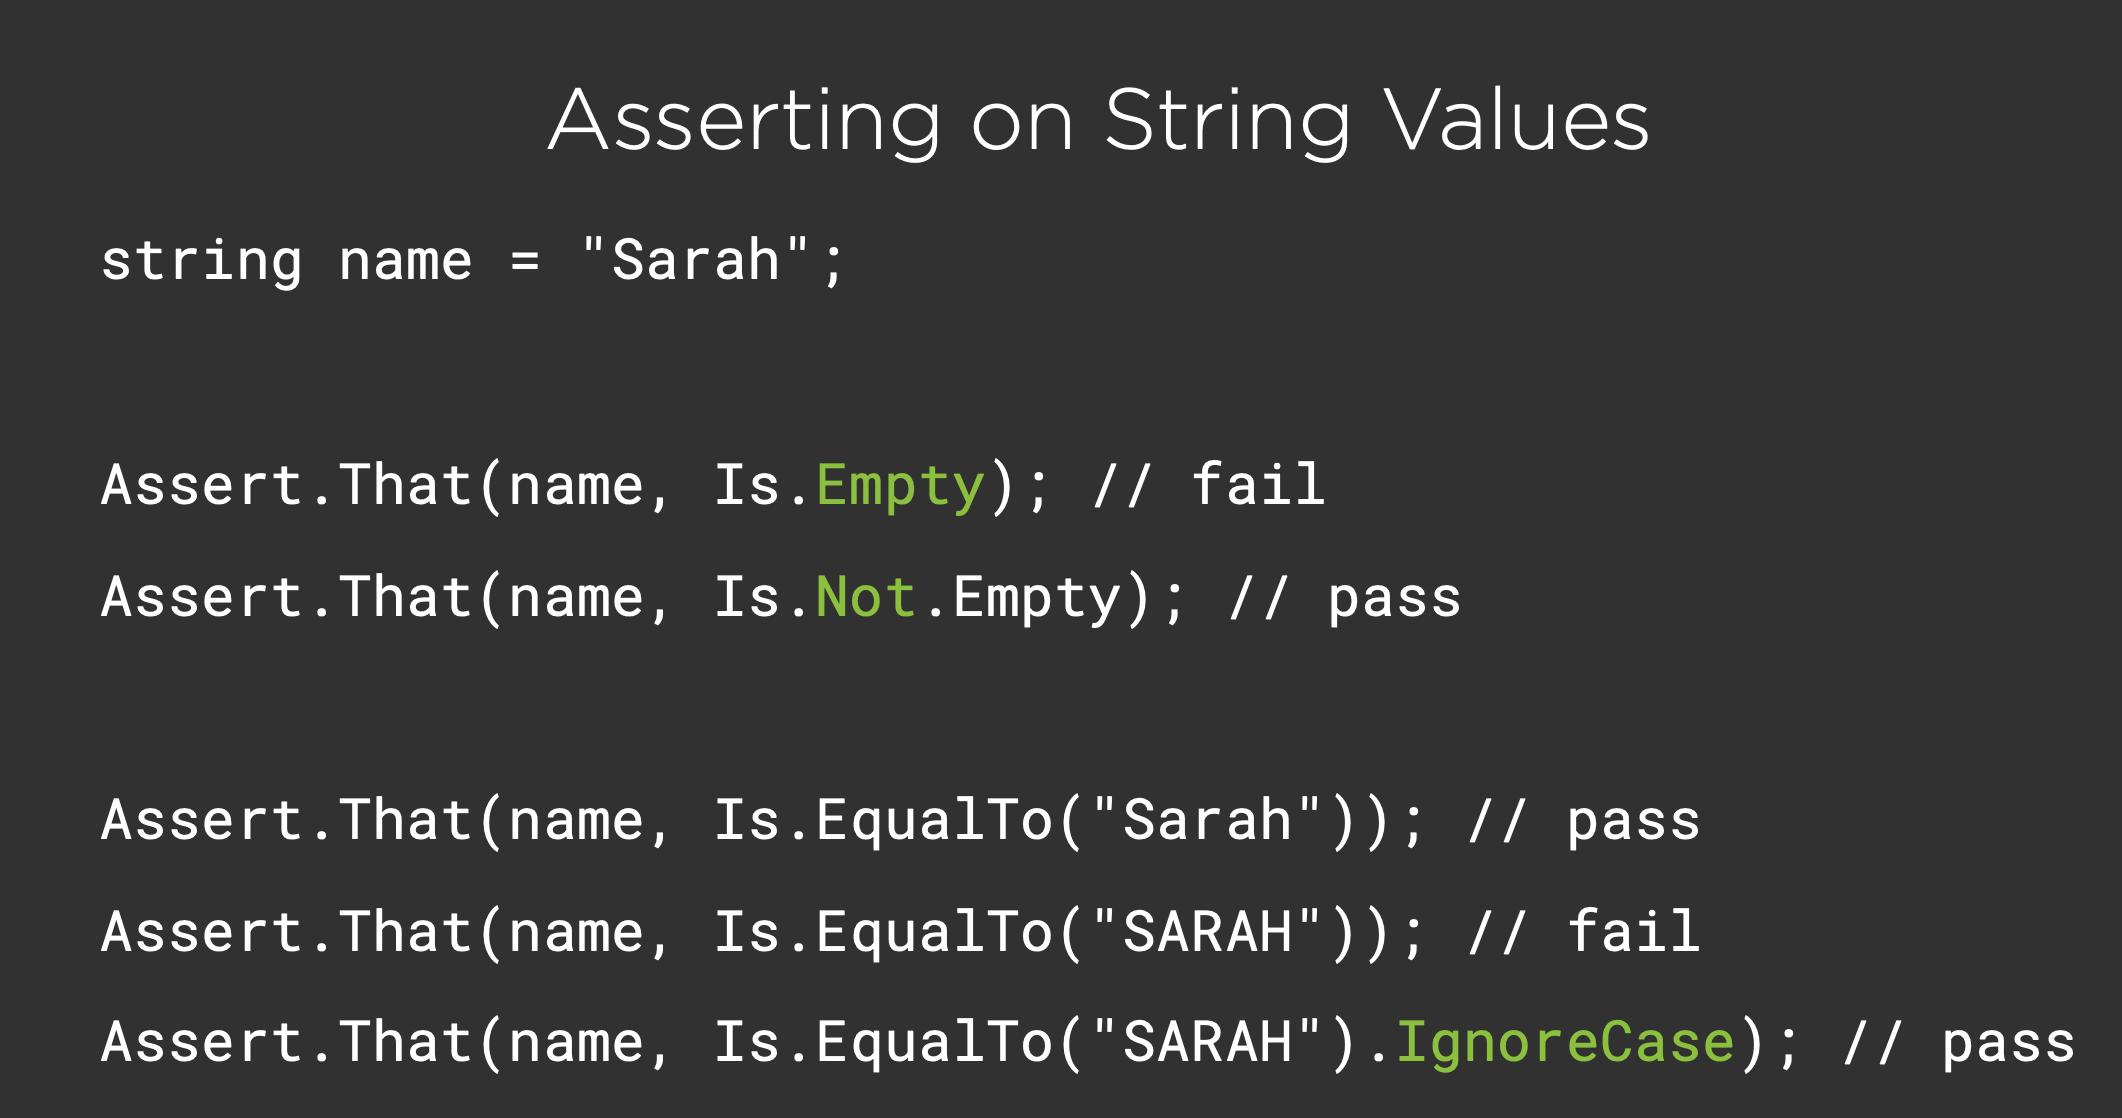 Asserting on String Values
string name = "Sarah";
Assert.That(name, Is.Empty); // fail
Assert.That(name, Is.Not.Empty); // pass
Assert.That(name, Is.EqualTo("Sarah")); // pass
Assert.That(name, Is.EqualTo("SARAH")); // fail
Assert.That(name, Is.EqualTo("SARAH").IgnoreCase); // pass